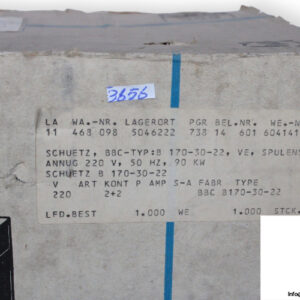 3656
LA WA.-NR. LAGERORT PGR BEL.NR. WE.-N
11 468 098 5046222 738 14 601 604141
SCHUETZ, BBC-TYP:B 170-30-22, VE, SPULENS
ANNUG 220 V, 50 HZ, 90 KW
SCHUETZ B 170-30-22
V ART KONT P AMP S-A FABR TYPE
220 2+2 BBC B170-30-22
LFD.BEST 1.000 WE 1.000 STCK.